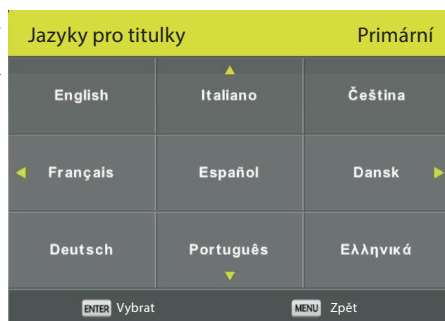 Jazyky pro titulky Primární
English Italiano Čeština
Français Español Dansk
Deutsch Português Ελληνικά
ENTER Vybrat MENU Zpět